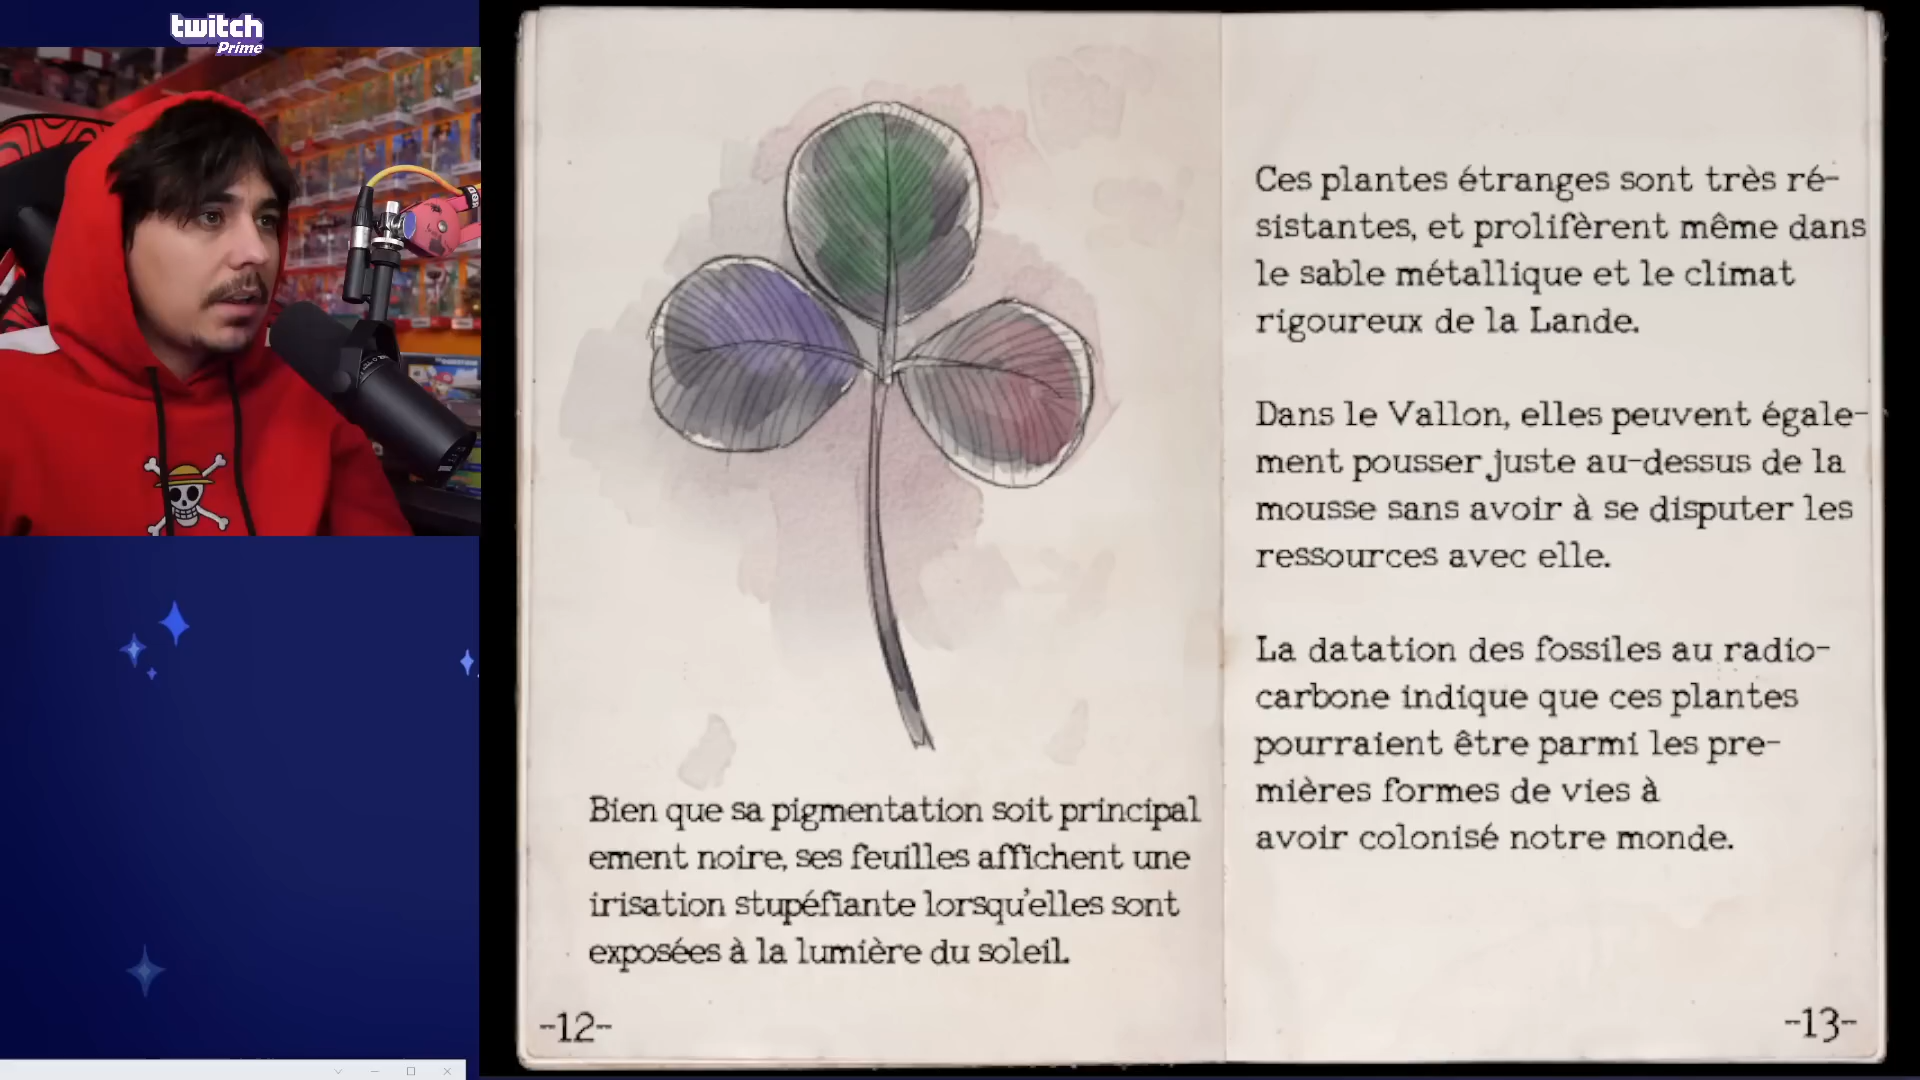 twitch
Prime
Bien que sa pigmentation soit principal
ement noire, ses feuilles affichent une
irisation stupéfiante lorsqu'elles sont
exposées à la lumière du soleil.
-12-
Ces plantes étranges sont très ré-
sistantes, et prolifèrent même dans
le sable métallique et le climat
rigoureux de la Lande.
Dans le Vallon, elles peuvent égale-
ment pousser juste au-dessus de la
mousse sans avoir à se disputer les
ressources avec elle.
La datation des fossiles au radio-
carbone indique que ces plantes
pourraient être parmi les pre-
mières formes de vies à
avoir colonisé notre monde.
-13-